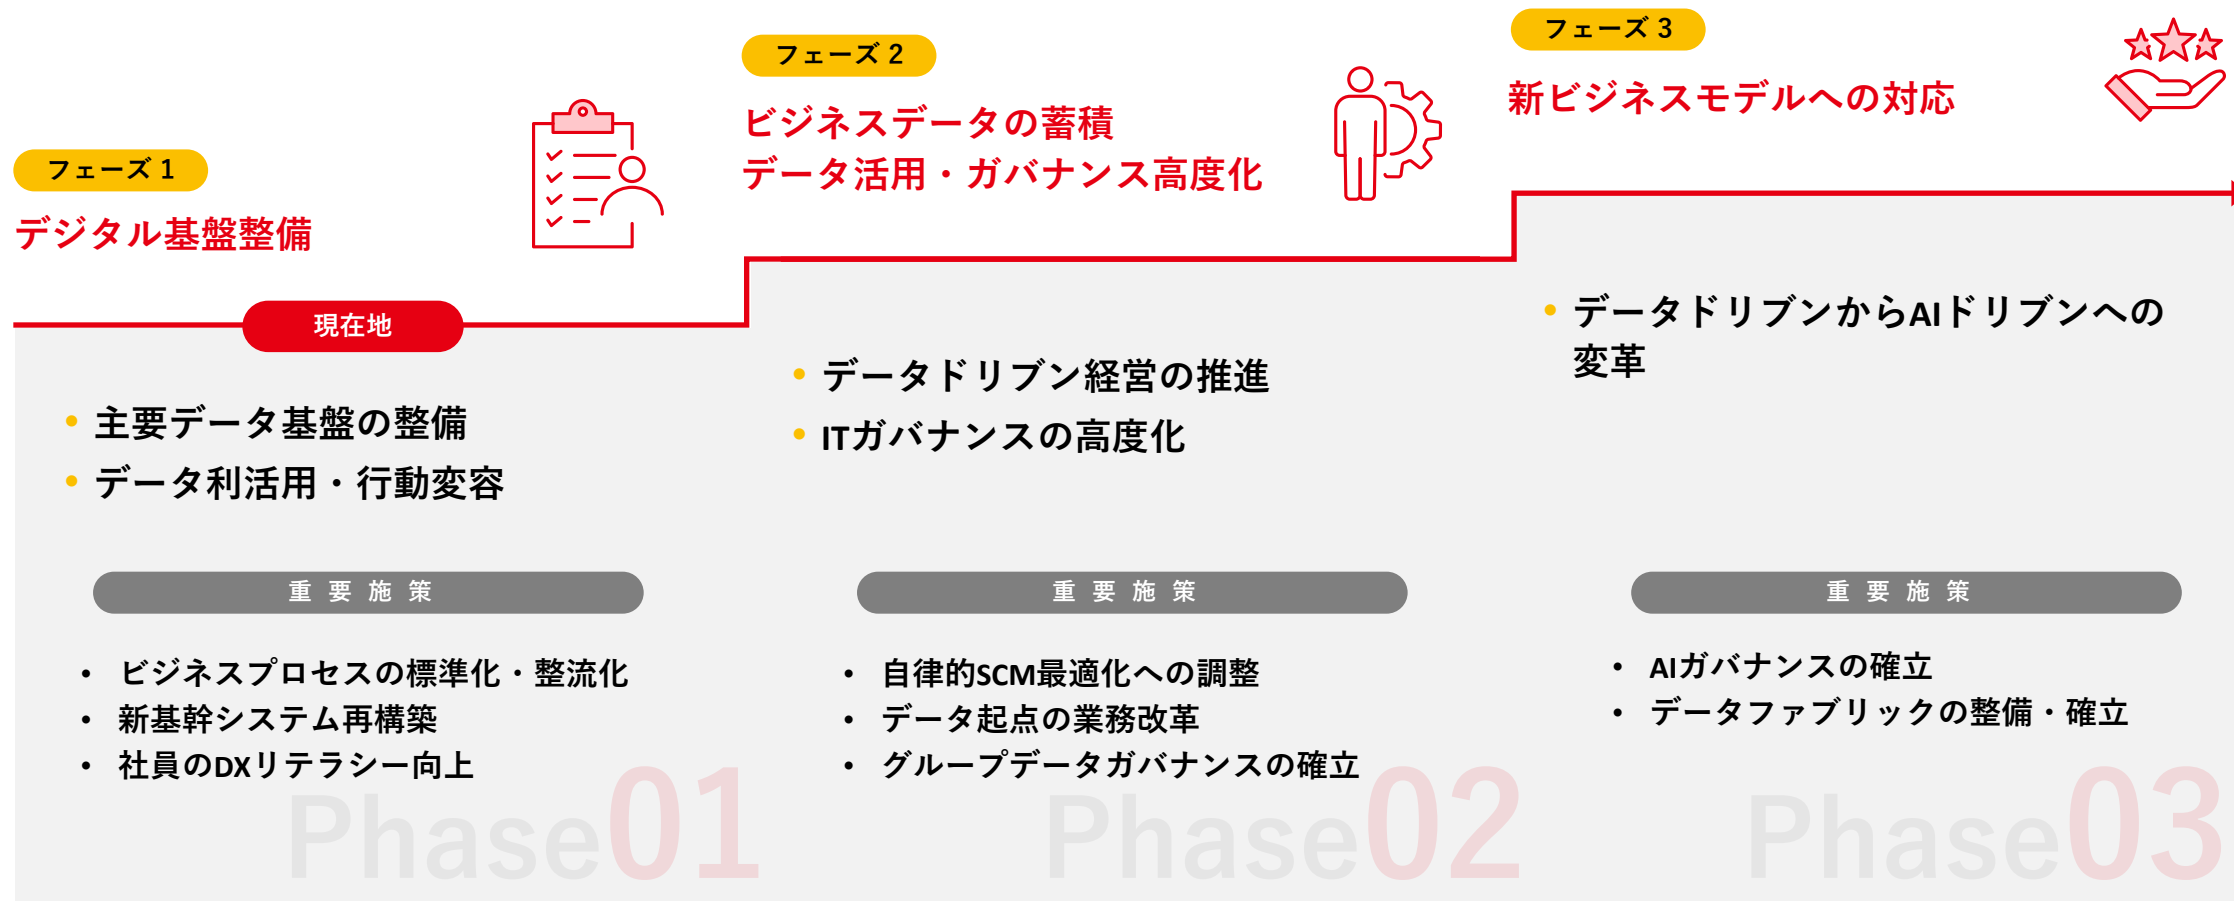 フェーズ 1
デジタル基盤整備
現在地
• 主要データ基盤の整備
• データ利活用・行動変容
重要施策
• ビジネスプロセスの標準化・整流化
• 新基幹システム再構築
• 社員のDXリテラシー向上
Phase01
フェーズ 2
ビジネスデータの蓄積
データ活用・ガバナンス高度化
• データドリブン経営の推進
• ITガバナンスの高度化
重要施策
• 自律的SCM最適化への調整
• データ起点の業務改革
• グループデータガバナンスの確立
Phase02
フェーズ 3
新ビジネスモデルへの対応
• データドリブンからAIドリブンへの
変革
重要施策
• AIガバナンスの確立
• データファブリックの整備・確立
Phase03